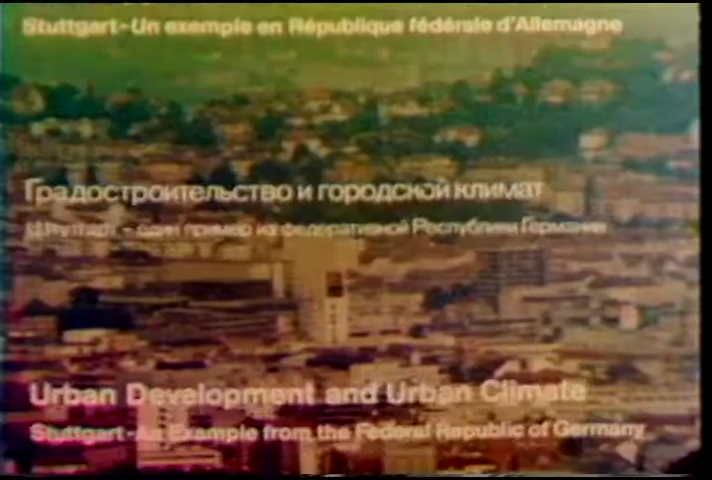 Stuttgart-Un exemple en République fédérale d'Allemagne
Градостроительство и городской климат
Штутгарт - один пример из федеративной Республики Германии
Urban Development and Urban Climate
Stuttgart-An Example from the Federal Republic of Germany